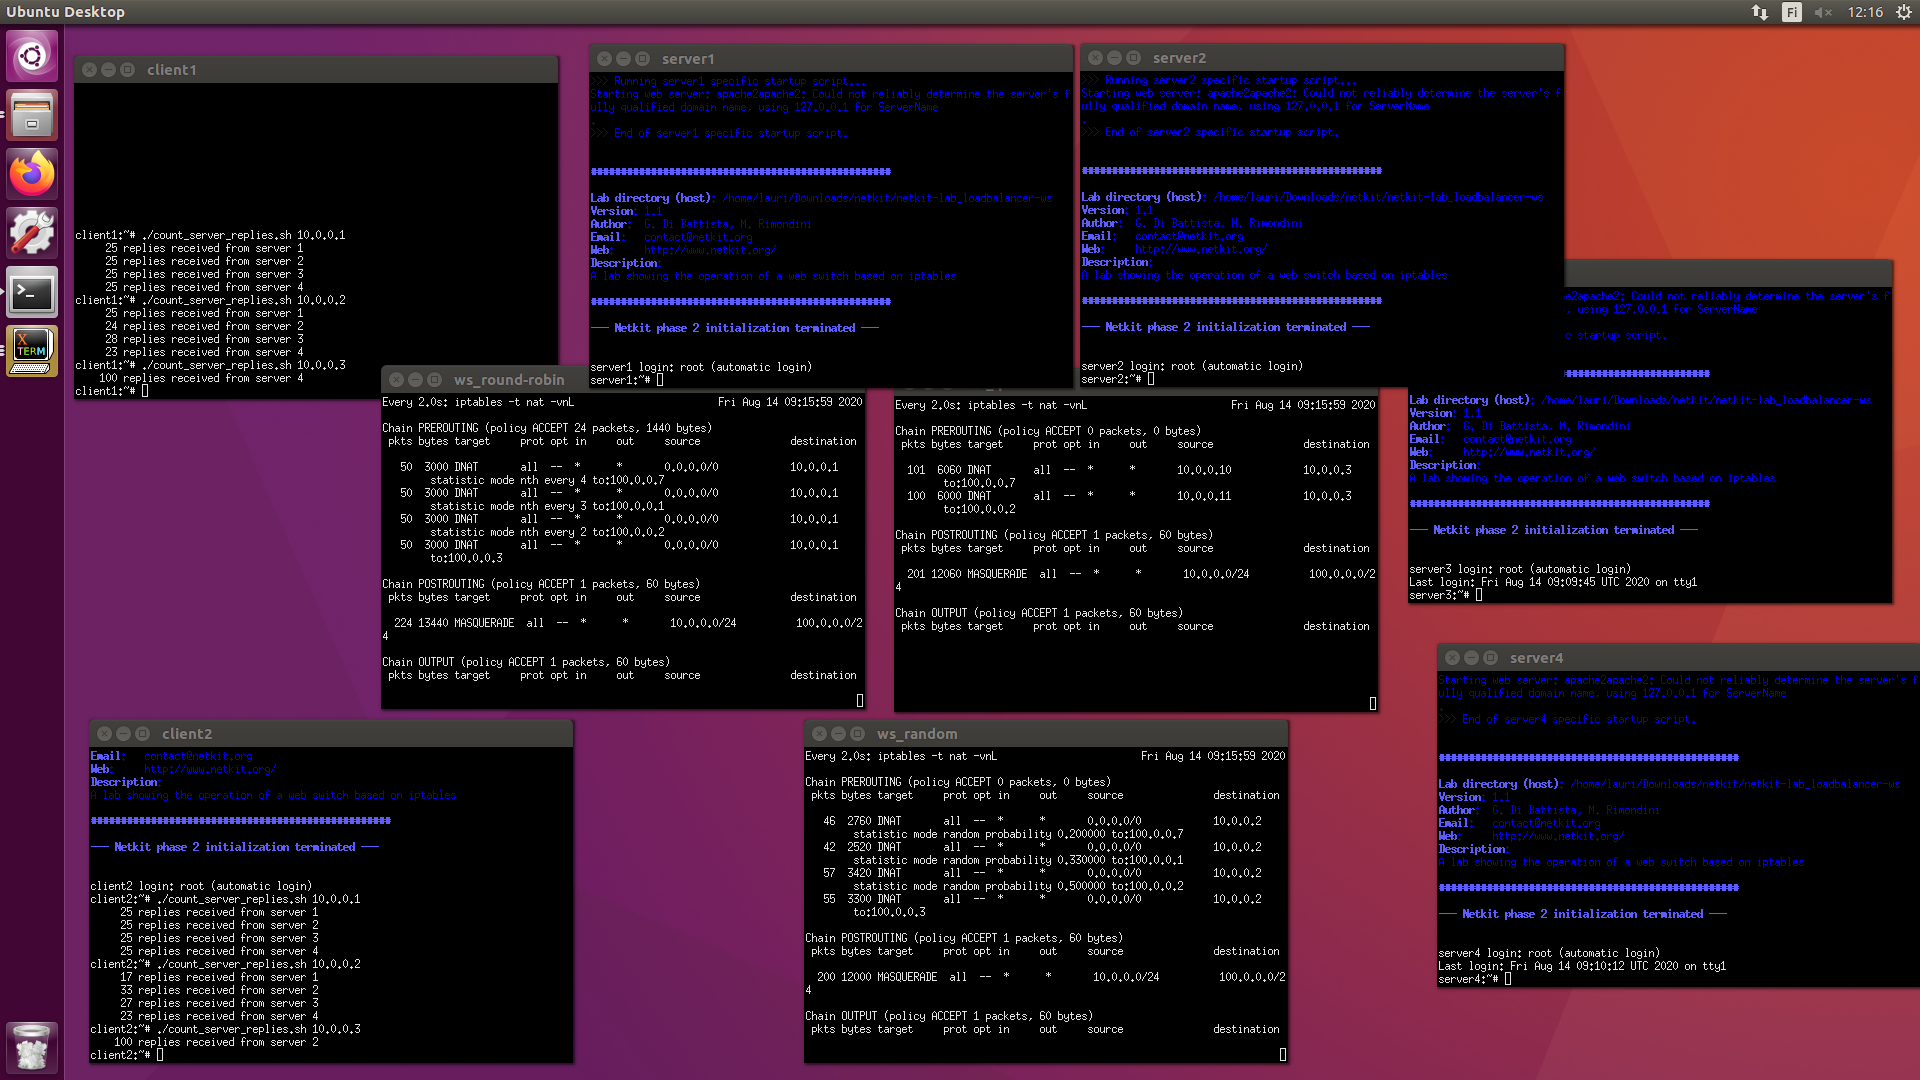 Ubuntu Desktop
Fi
12:16
client1
client1:~# ./count_server_replies.sh 10.0.0.1
25 replies received from server 1
25 replies received from server 2
25 replies received from server 3
25 replies received from server 4
client1:~# ./count_server_replies.sh 10.0.0.2
25 replies received from server 1
24 replies received from server 2
28 replies received from server 3
23 replies received from server 4
client1:~# ./count_server_replies.sh 10.0.0.3
100 replies received from server 4
client1:~#
server1
>>> Running server1 specific startup script...
Starting web server: apache2apache2: Could not reliably determine the server's f
ully qualified domain name, using 127.0.0.1 for ServerName
.
>>> End of server1 specific startup script.
Lab directory (host): /home/lauri/Downloads/netkit/netkit-lab_loadbalancer-ws
Version: 1.1
Author: G. Di Battista, M. Rimondini
Email: contact@netkit.org
Web: http://www.netkit.org/
Description:
A lab showing the operation of a web switch based on iptables
--- Netkit phase 2 initialization terminated ---
server1 login: root (automatic login)
server1:~#
server2
>>> Running server2 specific startup script...
Starting web server: apache2apache2: Could not reliably determine the server's f
ully qualified domain name, using 127.0.0.1 for ServerName
.
>>> End of server2 specific startup script.
Lab directory (host): /home/lauri/Downloads/netkit/netkit-lab_loadbalancer-ws
Version: 1.1
Author: G. Di Battista, M. Rimondini
Email: contact@netkit.org
Web: http://www.netkit.org/
Description:
A lab showing the operation of a web switch based on iptables
--- Netkit phase 2 initialization terminated ---
server2 login: root (automatic login)
server2:~#
e2apache2: Could not reliably determine the server's f
, using 127.0.0.1 for ServerName
c startup script.
Lab directory (host): /home/lauri/Downloads/netkit/netkit-lab_loadbalancer-ws
Version: 1.1
Author: G. Di Battista, M. Rimondini
Email: contact@netkit.org
Web: http://www.netkit.org/
Description:
A lab showing the operation of a web switch based on iptables
--- Netkit phase 2 initialization terminated ---
server3 login: root (automatic login)
Last login: Fri Aug 14 09:09:45 UTC 2020 on tty1
server3:~#
ws_round-robin
Every 2.0s: iptables -t nat -vnL Fri Aug 14 09:15:59 2020
Chain PREROUTING (policy ACCEPT 24 packets, 1440 bytes)
pkts bytes target prot opt in out source destination
50 3000 DNAT all -- * * 0.0.0.0/0 10.0.0.1
statistic mode nth every 4 to:100.0.0.7
50 3000 DNAT all -- * * 0.0.0.0/0 10.0.0.1
statistic mode nth every 3 to:100.0.0.1
50 3000 DNAT all -- * * 0.0.0.0/0 10.0.0.1
statistic mode nth every 2 to:100.0.0.2
50 3000 DNAT all -- * * 0.0.0.0/0 10.0.0.1
to:100.0.0.3
Chain POSTROUTING (policy ACCEPT 1 packets, 60 bytes)
pkts bytes target prot opt in out source destination
224 13440 MASQUERADE all -- * * 10.0.0.0/24 100.0.0.0/2
4
Chain OUTPUT (policy ACCEPT 1 packets, 60 bytes)
pkts bytes target prot opt in out source destination
Every 2.0s: iptables -t nat -vnL Fri Aug 14 09:15:59 2020
Chain PREROUTING (policy ACCEPT 0 packets, 0 bytes)
pkts bytes target prot opt in out source destination
101 6060 DNAT all -- * * 10.0.0.10 10.0.0.3
to:100.0.0.7
100 6000 DNAT all -- * * 10.0.0.11 10.0.0.3
to:100.0.0.2
Chain POSTROUTING (policy ACCEPT 1 packets, 60 bytes)
pkts bytes target prot opt in out source destination
201 12060 MASQUERADE all -- * * 10.0.0.0/24 100.0.0.0/2
4
Chain OUTPUT (policy ACCEPT 1 packets, 60 bytes)
pkts bytes target prot opt in out source destination
server4
Starting web server: apache2apache2: Could not reliably determine the server's f
ully qualified domain name, using 127.0.0.1 for ServerName
.
>>> End of server4 specific startup script.
Lab directory (host): /home/lauri/Downloads/netkit/netkit-lab_loadbalancer-ws
Version: 1.1
Author: G. Di Battista, M. Rimondini
Email: contact@netkit.org
Web: http://www.netkit.org/
Description:
A lab showing the operation of a web switch based on iptables
--- Netkit phase 2 initialization terminated ---
server4 login: root (automatic login)
Last login: Fri Aug 14 09:10:12 UTC 2020 on tty1
server4:~#
client2
Email: contact@netkit.org
Web: http://www.netkit.org/
Description:
A lab showing the operation of a web switch based on iptables
--- Netkit phase 2 initialization terminated ---
client2 login: root (automatic login)
client2:~# ./count_server_replies.sh 10.0.0.1
25 replies received from server 1
25 replies received from server 2
25 replies received from server 3
25 replies received from server 4
client2:~# ./count_server_replies.sh 10.0.0.2
17 replies received from server 1
33 replies received from server 2
27 replies received from server 3
23 replies received from server 4
client2:~# ./count_server_replies.sh 10.0.0.3
100 replies received from server 2
client2:~#
ws_random
Every 2.0s: iptables -t nat -vnL Fri Aug 14 09:15:59 2020
Chain PREROUTING (policy ACCEPT 0 packets, 0 bytes)
pkts bytes target prot opt in out source destination
46 2760 DNAT all -- * * 0.0.0.0/0 10.0.0.2
statistic mode random probability 0.200000 to:100.0.0.7
42 2520 DNAT all -- * * 0.0.0.0/0 10.0.0.2
statistic mode random probability 0.330000 to:100.0.0.1
57 3420 DNAT all -- * * 0.0.0.0/0 10.0.0.2
statistic mode random probability 0.500000 to:100.0.0.2
55 3300 DNAT all -- * * 0.0.0.0/0 10.0.0.2
to:100.0.0.3
Chain POSTROUTING (policy ACCEPT 1 packets, 60 bytes)
pkts bytes target prot opt in out source destination
200 12000 MASQUERADE all -- * * 10.0.0.0/24 100.0.0.0/2
4
Chain OUTPUT (policy ACCEPT 1 packets, 60 bytes)
pkts bytes target prot opt in out source destination
X
TERM